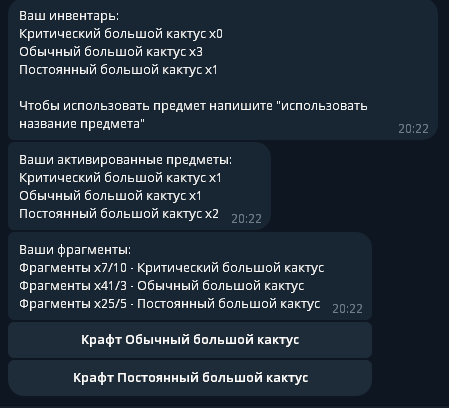 Ваш инвентарь:
Критический большой кактус x0
Обычный большой кактус x3
Постоянный большой кактус x1
Чтобы использовать предмет напишите "использовать
название предмета"
20:22
Ваши активированные предметы:
Критический большой кактус x1
Обычный большой кактус x1
Постоянный большой кактус x2
20:22
Ваши фрагменты:
Фрагменты x7/10 - Критический большой кактус
Фрагменты x41/3 - Обычный большой кактус
Фрагменты x25/5 - Постоянный большой кактус
20:22
Крафт Обычный большой кактус
Крафт Постоянный большой кактус